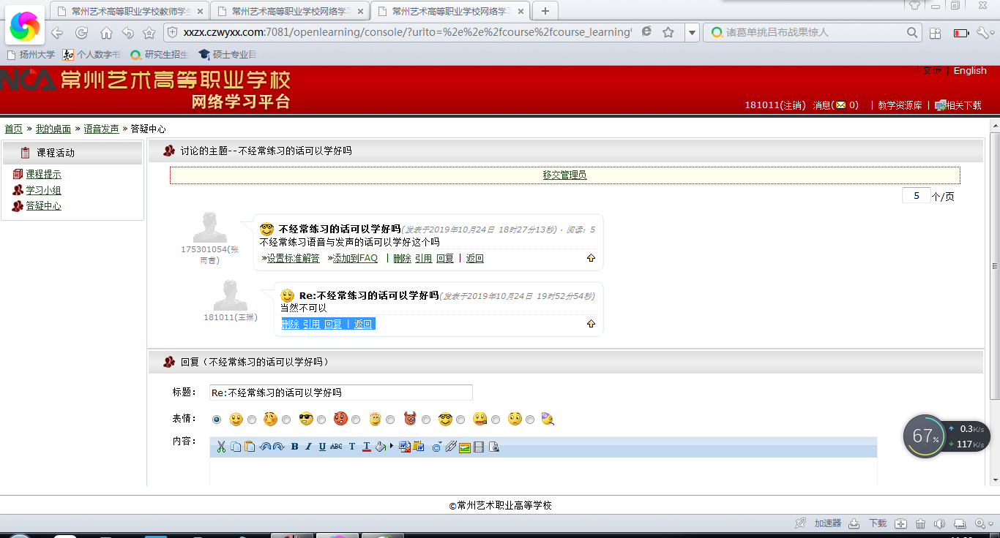 常州艺术高等职业学校教师学生
常州艺术高等职业学校网络学习
常州艺术高等职业学校网络学习
xxzx.czwyxx.com:7081/openlearning/console/?urlto=%2e%2e%2fcourse%2fcourse_learning
诸葛单挑吕布战果惊人
扬州大学 个人数字书 研究生招生 硕士专业目
NCA 常州艺术高等职业学校
网络学习平台
中文版 | English
181011(注销) 消息( 0) | 教学资源库 | 相关下载
首页 » 我的桌面 » 语音发声 » 答疑中心
课程活动
课程提示
学习小组
答疑中心
讨论的主题--不经常练习的话可以学好吗
移交管理员
5 个/页
不经常练习的话可以学好吗(发表于2019年10月24日 18时27分13秒) · 阅读: 5
不经常练习语音与发声的话可以学好这个吗
175301054(张
»设置标准解答 »添加到FAQ | 删除 引用 回复 | 返回
Re:不经常练习的话可以学好吗(发表于2019年10月24日 19时52分54秒)
当然不可以
181011(王琳)
删除 引用 回复 | 返回
回复（不经常练习的话可以学好吗）
标题： Re:不经常练习的话可以学好吗
表情：
内容：
B I U ABC T T
67%
0.3K/s
117K/s
©常州艺术职业高等学校
加速器 下载